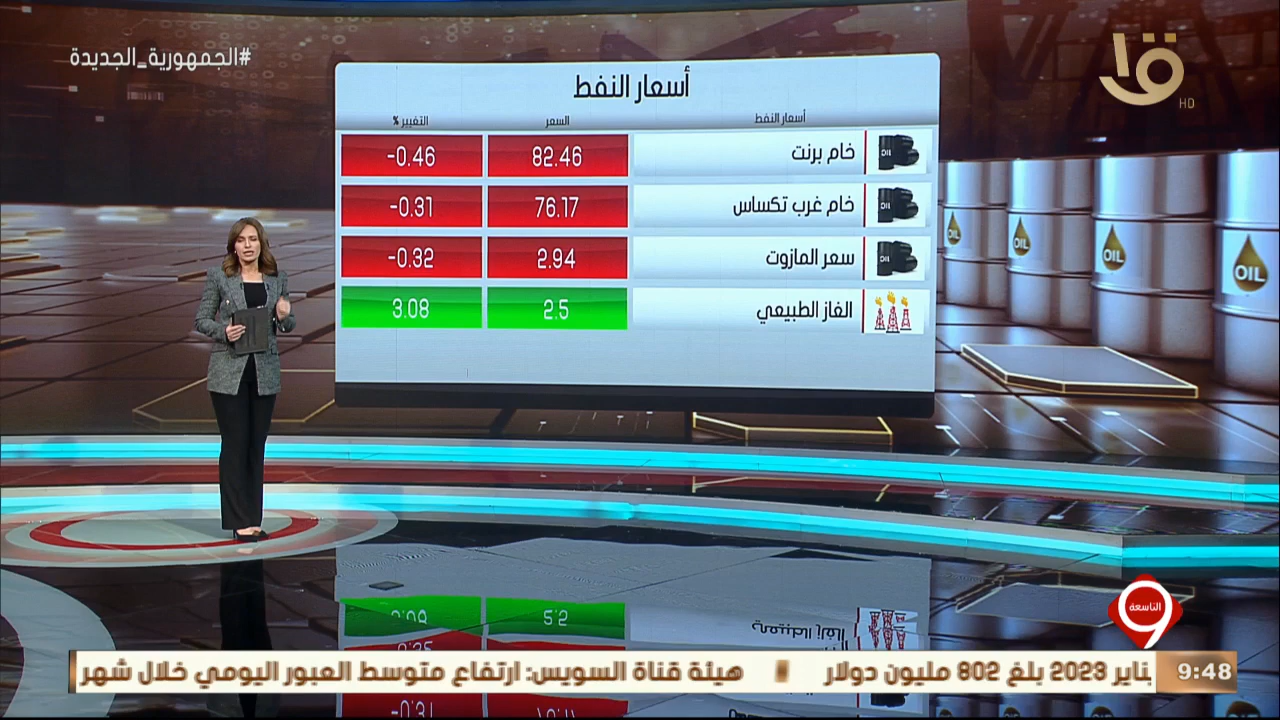 #الجمهورية_الجديدة
HD
أسعار النفط
أسعار النفط السعر التغيير %
خام برنت 82.46 -0.46
خام غرب تكساس 76.17 -0.31
سعر المازوت 2.94 -0.32
الغاز الطبيعي 2.5 3.08
OIL
OIL
OIL
OIL
التاسعة
9
9:48 يناير 2023 بلغ 802 مليون دولار هيئة قناة السويس: ارتفاع متوسط العبور اليومي خلال شهر